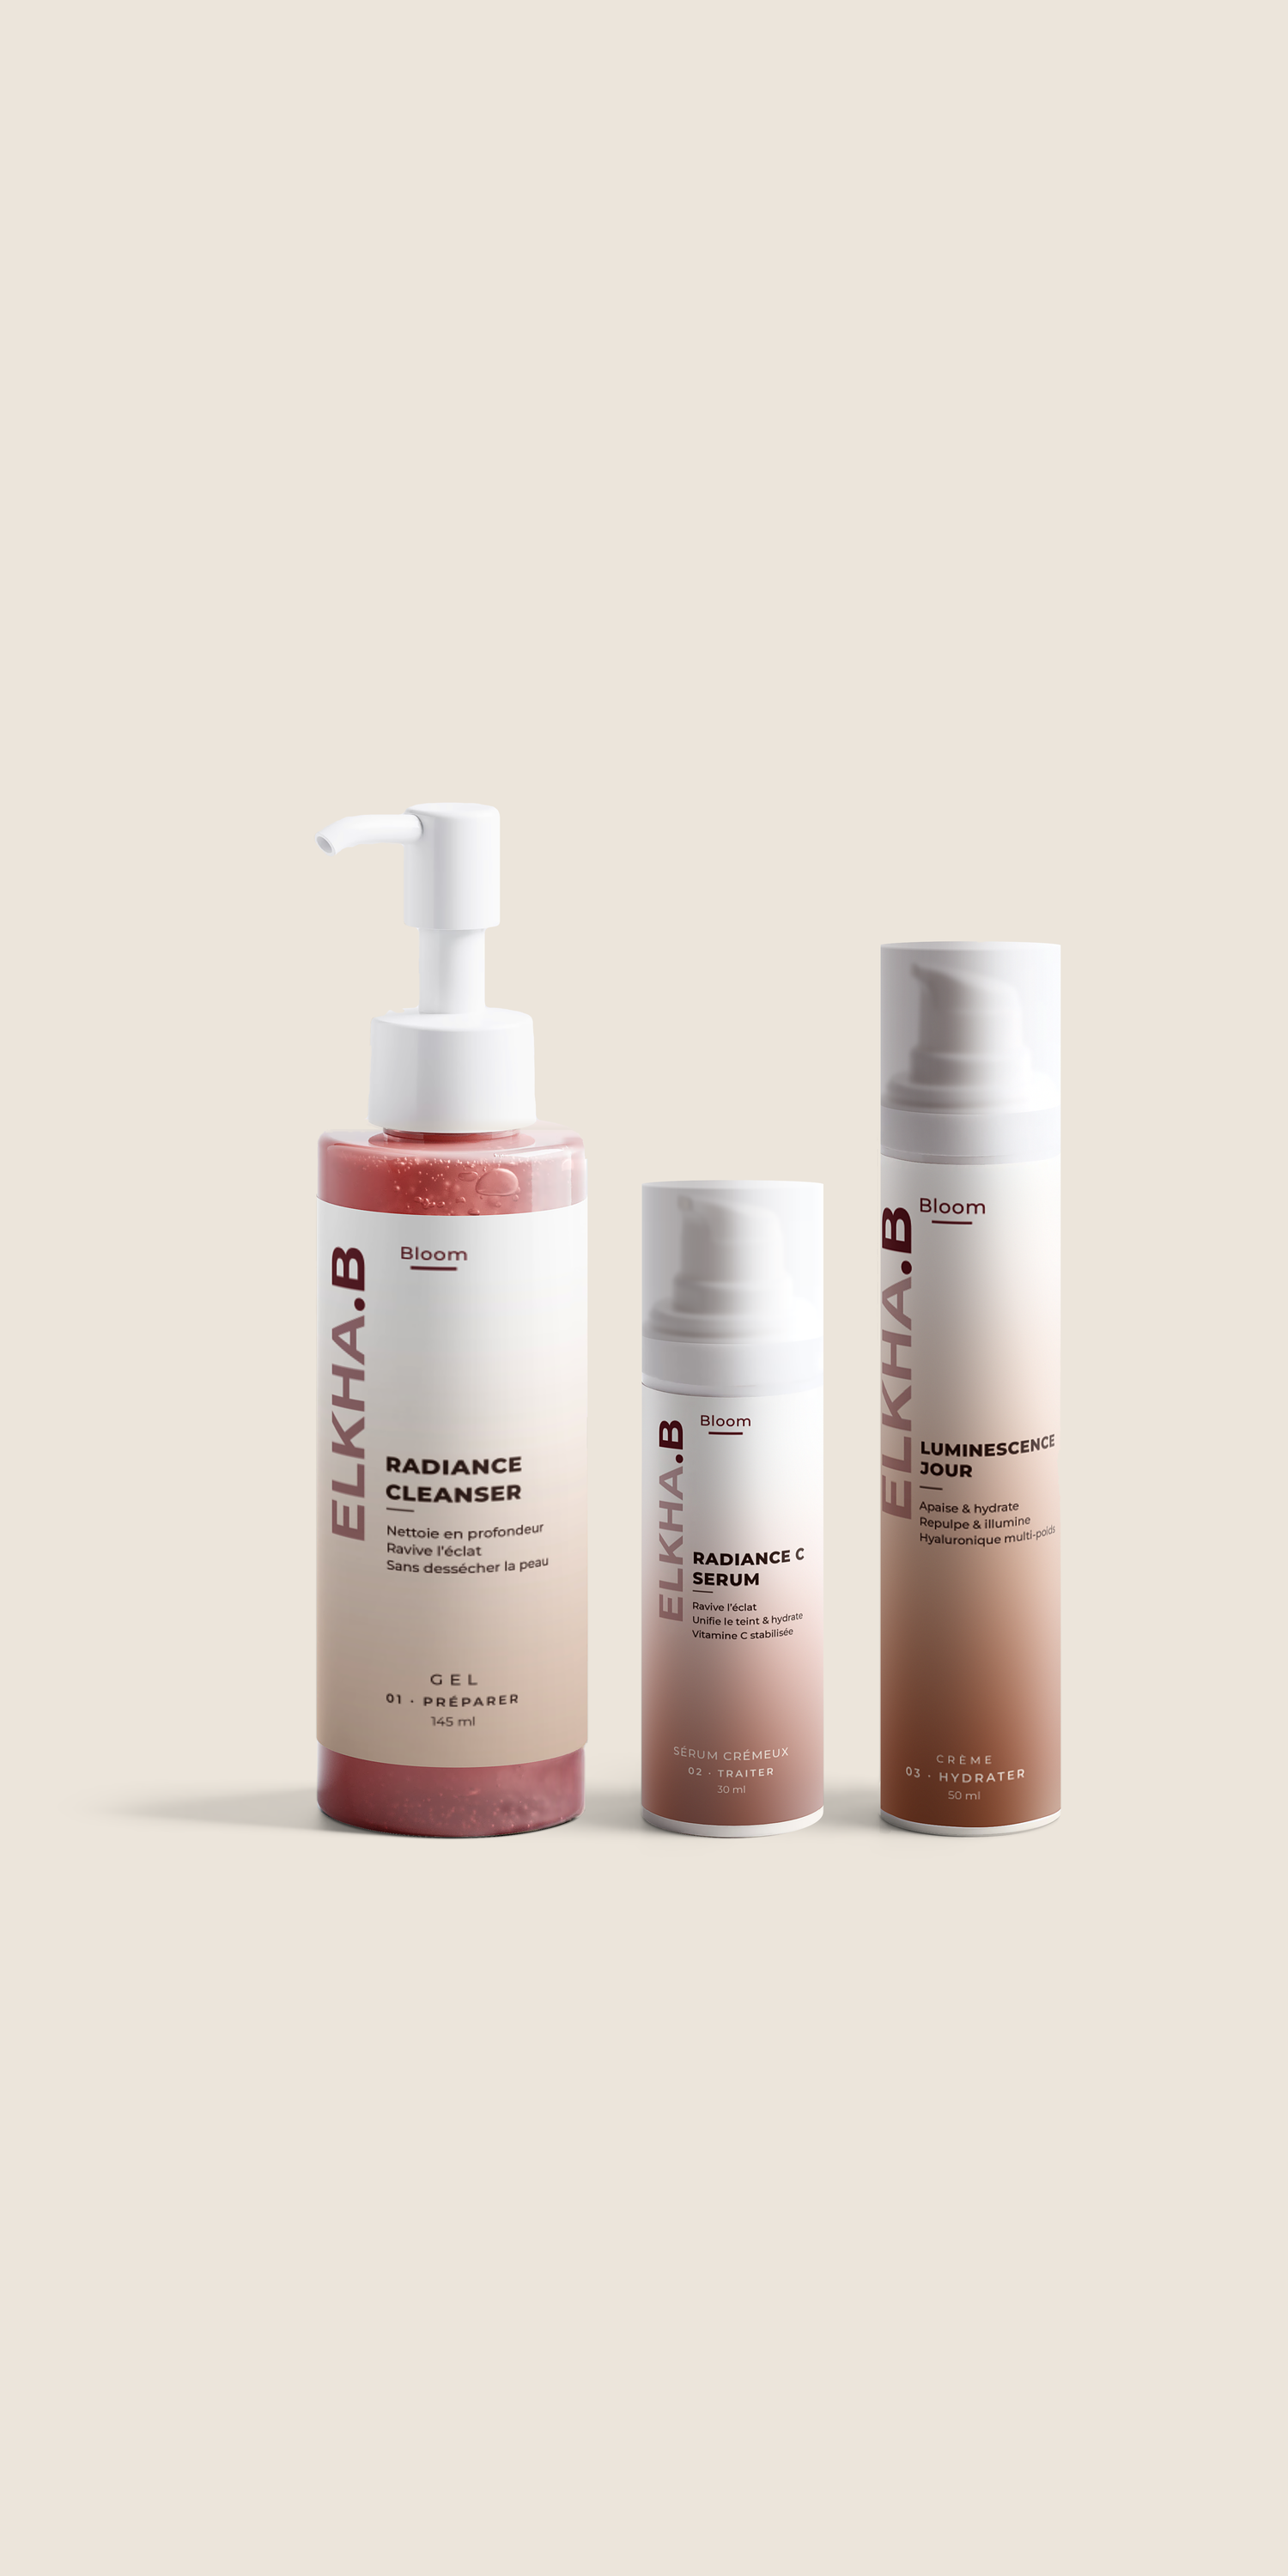 ELKHA.B
Bloom
RADIANCE
CLEANSER
Nettoie en profondeur
Ravive l'éclat
Sans dessécher la peau
GEL
01 · PRÉPARER
145 ml
ELKHA.B
Bloom
RADIANCE C
SERUM
Ravive l'éclat
Unifie le teint & hydrate
Vitamine C stabilisée
SÉRUM CRÉMEUX
02 · TRAITER
30 ml
ELKHA.B
Bloom
LUMINESCENCE
JOUR
Apaise & hydrate
Repulpe & illumine
Hyaluronique multi-poids
CRÈME
03 · HYDRATER
50 ml